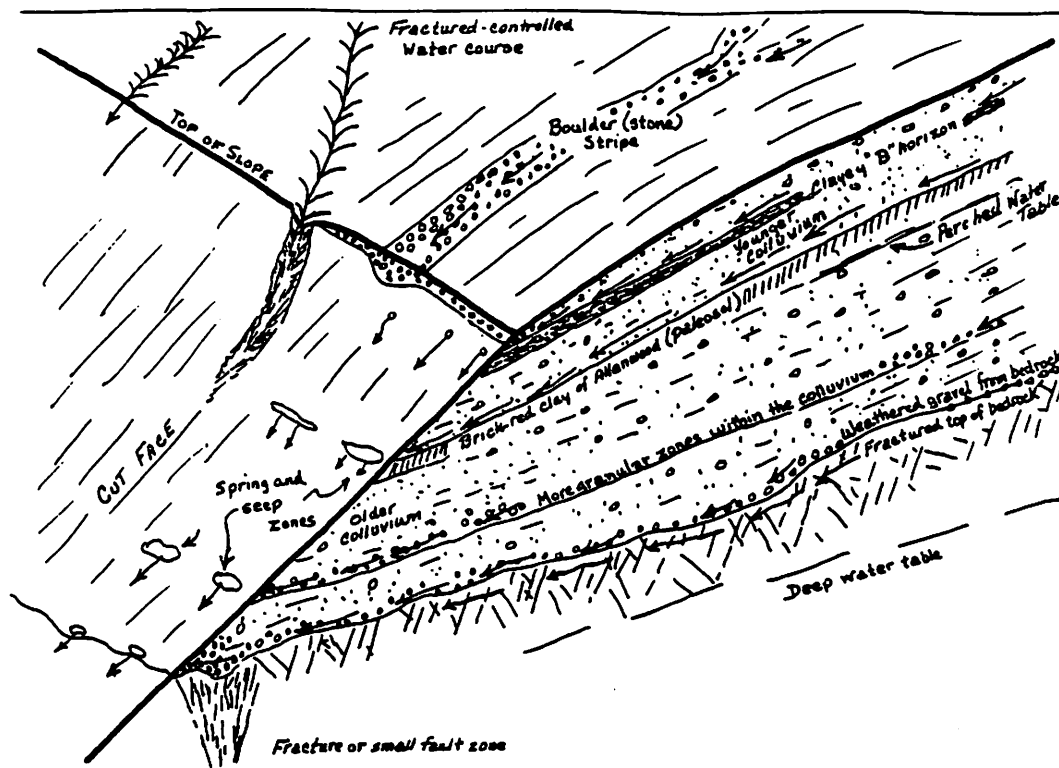 Fractured-controlled
Water course
TOP OF SLOPE
Boulder (stone)
Stripe
Clayey "B" horizon
Younger
colluvium
Perched Water
Table
Brick-red clay of Allanwood (paleosol)
More granular zones within the colluvium
Weathered gravel from bedrock
Fractured top of bedrock
CUT FACE
Spring and
seep
zones
Older
colluvium
Deep water table
Fracture or small fault zone